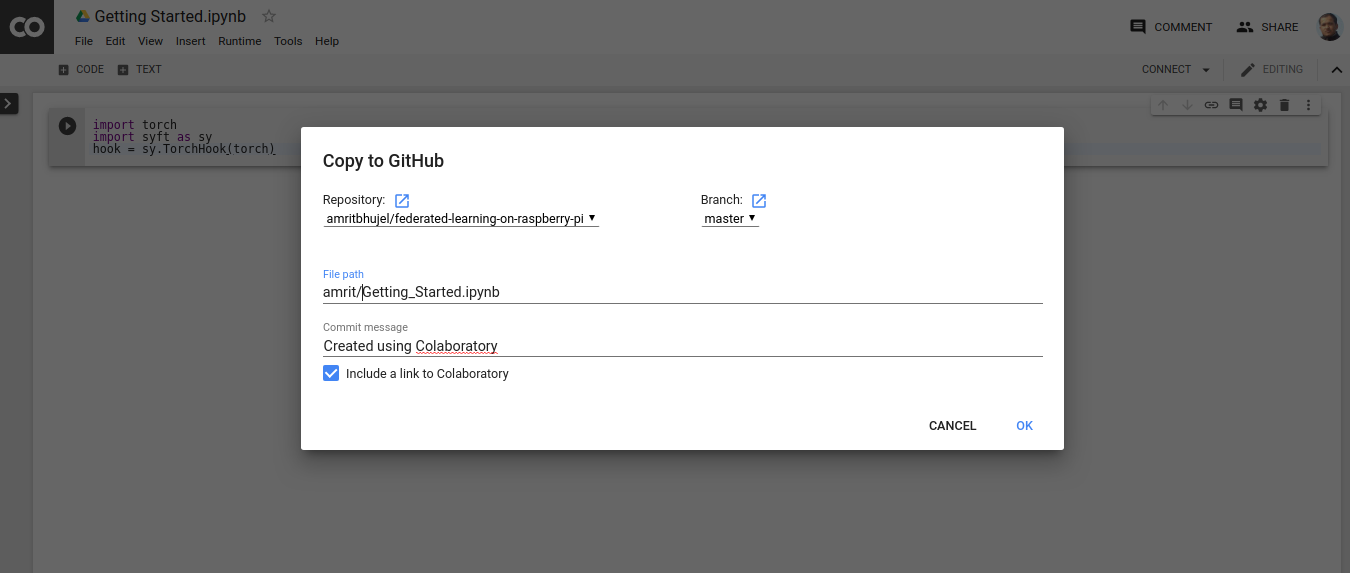 CO
Getting Started.ipynb
COMMENT SHARE
File Edit View Insert Runtime Tools Help
CODE TEXT CONNECT EDITING
import torch
import syft as sy
hook = sy.TorchHook(torch)
Copy to GitHub
Repository: Branch:
amritbhujel/federated-learning-on-raspberry-pi master
File path
amrit/Getting_Started.ipynb
Commit message
Created using Colaboratory
Include a link to Colaboratory
CANCEL OK